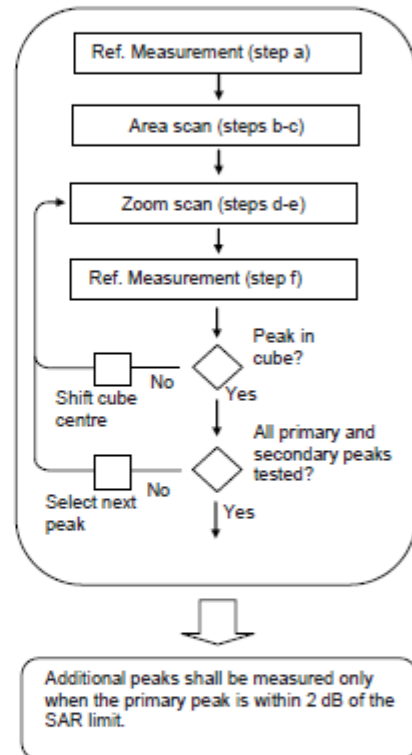 Ref. Measurement (step a)
Area scan (steps b-c)
Zoom scan (steps d-e)
Ref. Measurement (step f)
Peak in
cube?
No
Yes
Shift cube
centre
All primary and
secondary peaks
tested?
No
Yes
Select next
peak
Additional peaks shall be measured only
when the primary peak is within 2 dB of the
SAR limit.